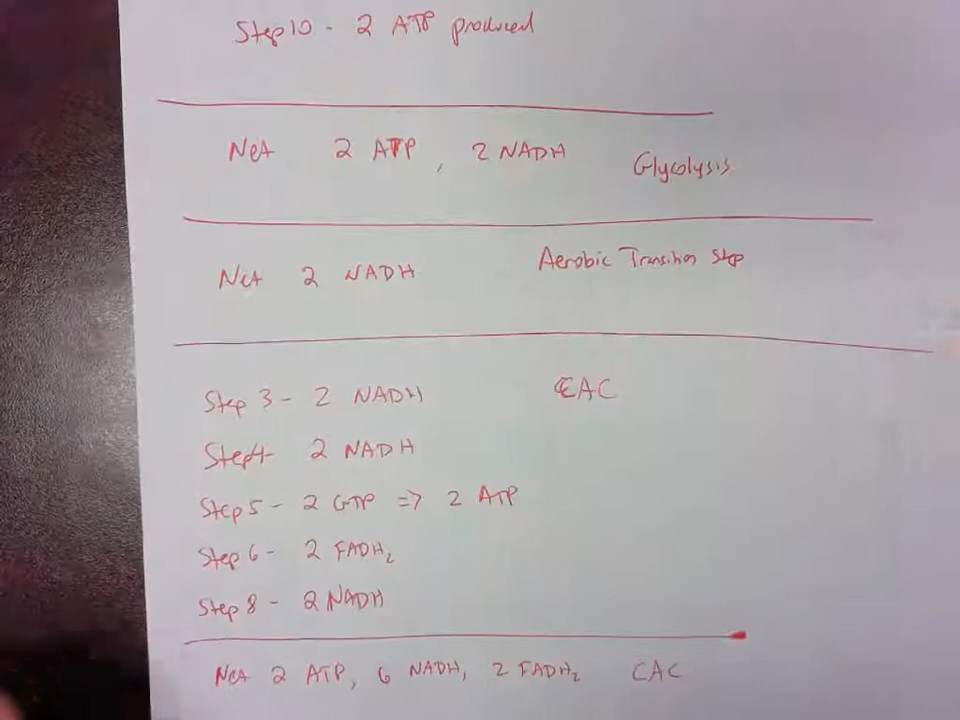 Step 10 - 2 ATP produced
Net 2 ATP, 2 NADH Glycolysis
Net 2 NADH Aerobic Transition Step
Step 3 - 2 NADH CAC
Step 4 2 NADH
Step 5 - 2 GTP => 2 ATP
Step 6 - 2 FADH₂
Step 8 - 2 NADH
Net 2 ATP, 6 NADH, 2 FADH₂ CAC